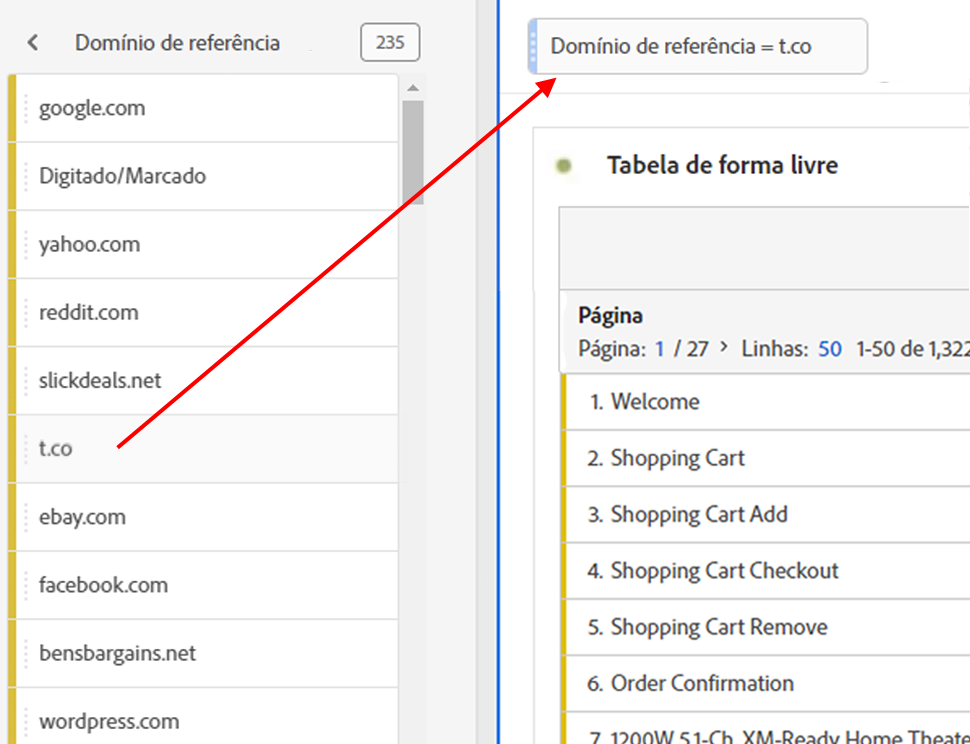 Domínio de referência 235
google.com
Digitado/Marcado
yahoo.com
reddit.com
slickdeals.net
t.co
ebay.com
facebook.com
bensbargains.net
wordpress.com
Domínio de referência = t.co
Tabela de forma livre
Página
Página: 1 / 27 > Linhas: 50 1-50 de 1,322
1. Welcome
2. Shopping Cart
3. Shopping Cart Add
4. Shopping Cart Checkout
5. Shopping Cart Remove
6. Order Confirmation
7. 1200W 5.1-Ch. XM-Ready Home Theate